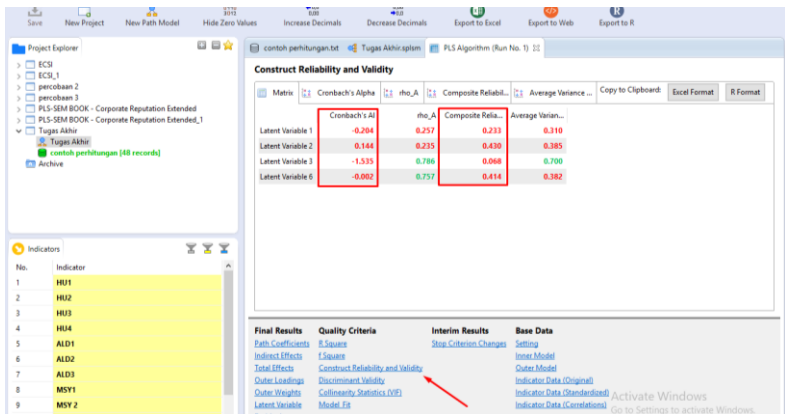 Save New Project New Path Model Hide Zero Values Increase Decimals Decrease Decimals Export to Excel Export to Web Export to R
Project Explorer
ECSI
ECSI_1
percobaan 2
percobaan 3
PLS-SEM BOOK - Corporate Reputation Extended
PLS-SEM BOOK - Corporate Reputation Extended_1
Tugas Akhir
Tugas Akhir
contoh perhitungan [48 records]
Archive
Indicators
No. Indicator
1 HU1
2 HU2
3 HU3
4 HU4
5 ALD1
6 ALD2
7 ALD3
8 MSY1
9 MSY 2
contoh perhitungan.txt Tugas Akhir.splsm PLS Algorithm (Run No. 1)
Construct Reliability and Validity
Matrix Cronbach's Alpha rho_A Composite Reliabil... Average Variance ... Copy to Clipboard: Excel Format R Format
Cronbach's Al rho_A Composite Relia... Average Varian...
Latent Variable 1 -0.204 0.257 0.233 0.310
Latent Variable 2 0.144 0.235 0.430 0.385
Latent Variable 3 -1.535 0.786 0.068 0.700
Latent Variable 6 -0.002 0.757 0.414 0.382
Final Results Quality Criteria Interim Results Base Data
Path Coefficients R Square Stop Criterion Changes Setting
Indirect Effects f Square Inner Model
Total Effects Construct Reliability and Validity Outer Model
Outer Loadings Discriminant Validity Indicator Data (Original)
Outer Weights Collinearity Statistics (VIF) Indicator Data (Standardized)
Latent Variable Model Fit Indicator Data (Correlations)
Activate Windows
Go to Settings to activate Windows.